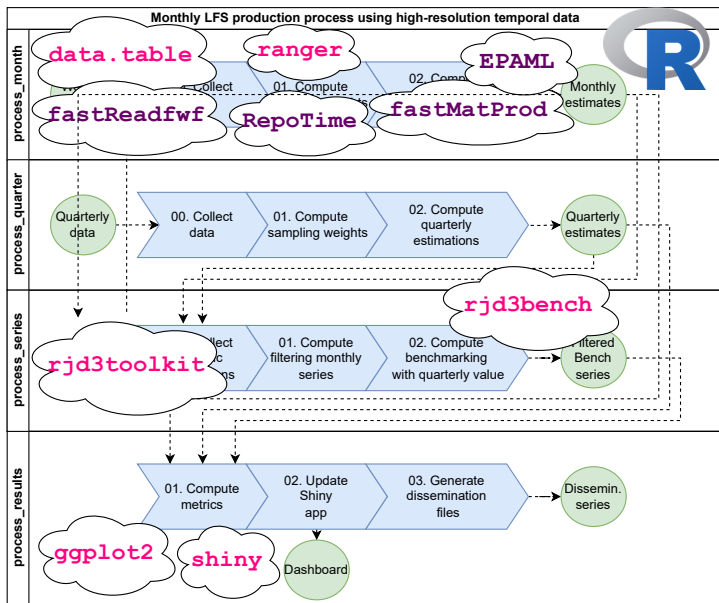 Monthly LFS production process using high-resolution temporal data
R
process_month
data.table
ranger
EPAML
Collect
01. Compute
02.
fastReadfwf
RepoTime
fastMatProd
Monthly
estimates
process_quarter
Quarterly
data
00. Collect
data
01. Compute
sampling weights
02. Compute
quarterly
estimations
Quarterly
estimates
process_series
rjd3toolkit
rjd3bench
01. Compute
filtering monthly
series
02. Compute
benchmarking
with quarterly value
Filtered
Bench
series
process_results
01. Compute
metrics
02. Update
Shiny
app
03. Generate
dissemination
files
Dissemin.
series
ggplot2
shiny
Dashboard